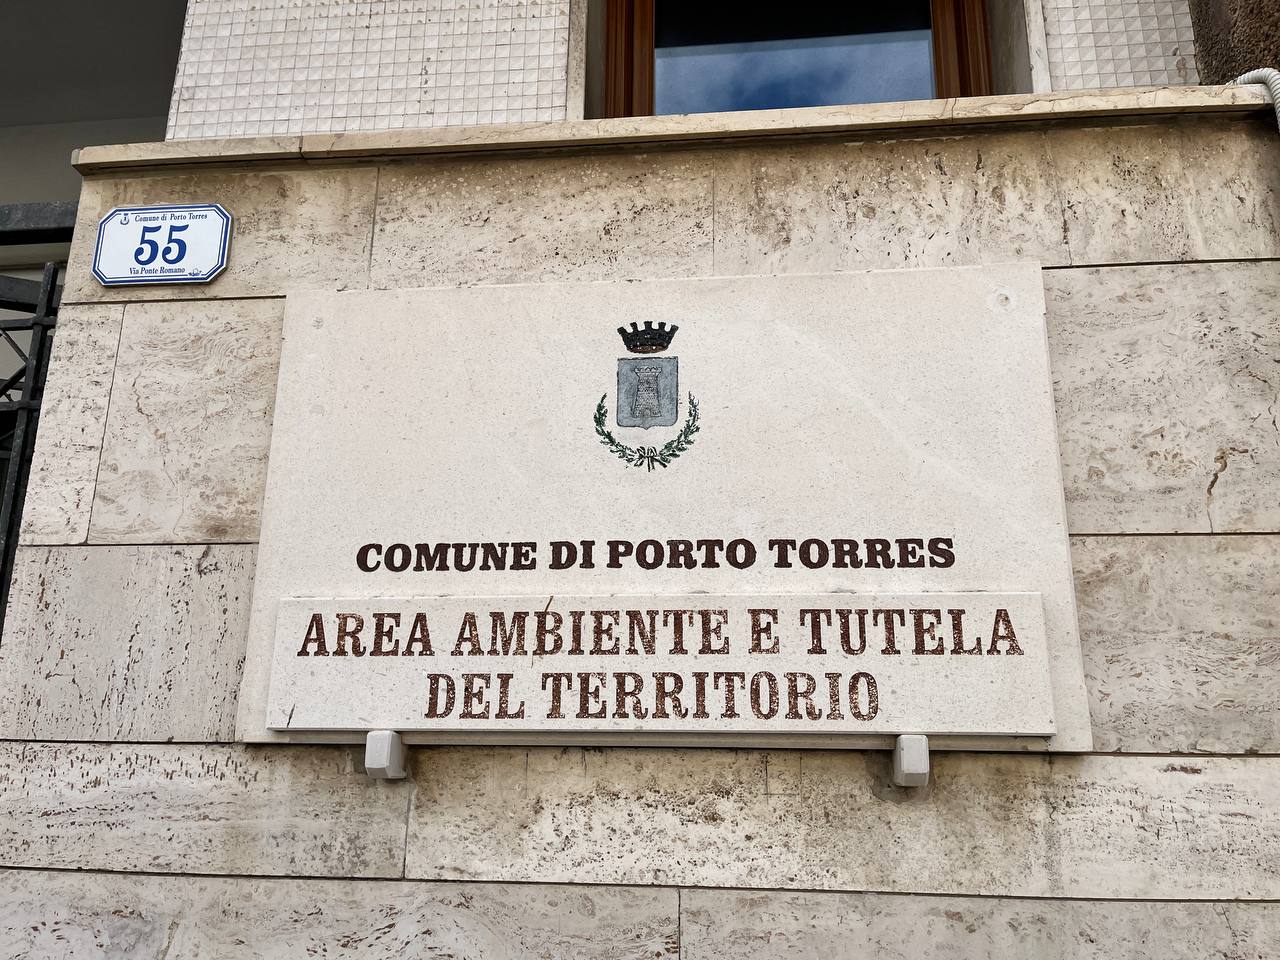 Comune di Porto Torres
55
Via Ponte Romano
COMUNE DI PORTO TORRES
AREA AMBIENTE E TUTELA
DEL TERRITORIO